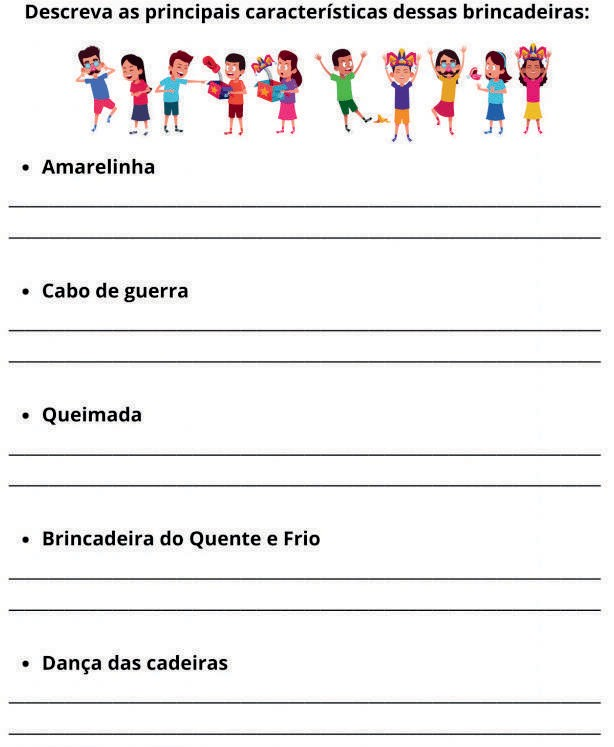 Descreva as principais características dessas brincadeiras:
• Amarelinha
• Cabo de guerra
• Queimada
• Brincadeira do Quente e Frio
• Dança das cadeiras